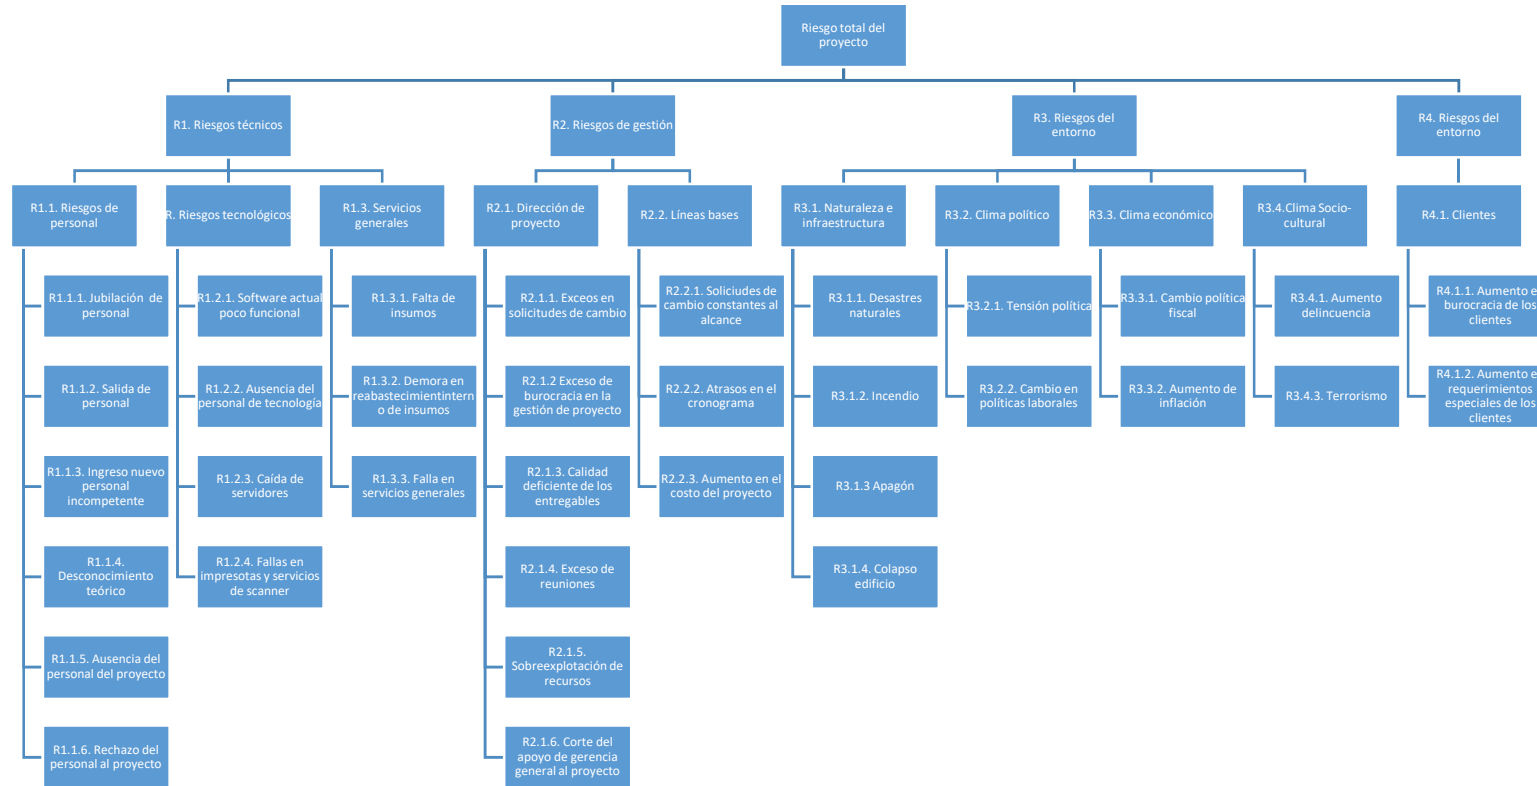 Riesgo total del
proyecto
R1. Riesgos técnicos
R2. Riesgos de gestión
R3. Riesgos del
entorno
R4. Riesgos del
entorno
R1.1. Riesgos de
personal
R. Riesgos tecnológicos
R1.3. Servicios
generales
R2.1. Dirección de
proyecto
R2.2. Líneas bases
R3.1. Naturaleza e
infraestructura
R3.2. Clima político
R3.3. Clima económico
R3.4.Clima Socio-
cultural
R4.1. Clientes
R1.1.1. Jubilación de
personal
R1.1.2. Salida de
personal
R1.1.3. Ingreso nuevo
personal
incompetente
R1.1.4.
Desconocimiento
teórico
R1.1.5. Ausencia del
personal del proyecto
R1.1.6. Rechazo del
personal al proyecto
R1.2.1. Software actual
poco funcional
R1.2.2. Ausencia del
personal de tecnología
R1.2.3. Caída de
servidores
R1.2.4. Fallas en
impresotas y servicios
de scanner
R1.3.1. Falta de
insumos
R1.3.2. Demora en
reabastecimientintern
o de insumos
R1.3.3. Falla en
servicios generales
R2.1.1. Exceos en
solicitudes de cambio
R2.1.2 Exceso de
burocracia en la
gestión de proyecto
R2.1.3. Calidad
deficiente de los
entregables
R2.1.4. Exceso de
reuniones
R2.1.5.
Sobreexplotación de
recursos
R2.1.6. Corte del
apoyo de gerencia
general al proyecto
R2.2.1. Soliciudes de
cambio constantes al
alcance
R2.2.2. Atrasos en el
cronograma
R2.2.3. Aumento en el
costo del proyecto
R3.1.1. Desastres
naturales
R3.1.2. Incendio
R3.1.3 Apagón
R3.1.4. Colapso
edificio
R3.2.1. Tensión política
R3.2.2. Cambio en
políticas laborales
R3.3.1. Cambio política
fiscal
R3.3.2. Aumento de
inflación
R3.4.1. Aumento
delincuencia
R3.4.3. Terrorismo
R4.1.1. Aumento e
burocracia de los
clientes
R4.1.2. Aumento e
requerimientos
especiales de los
clientes